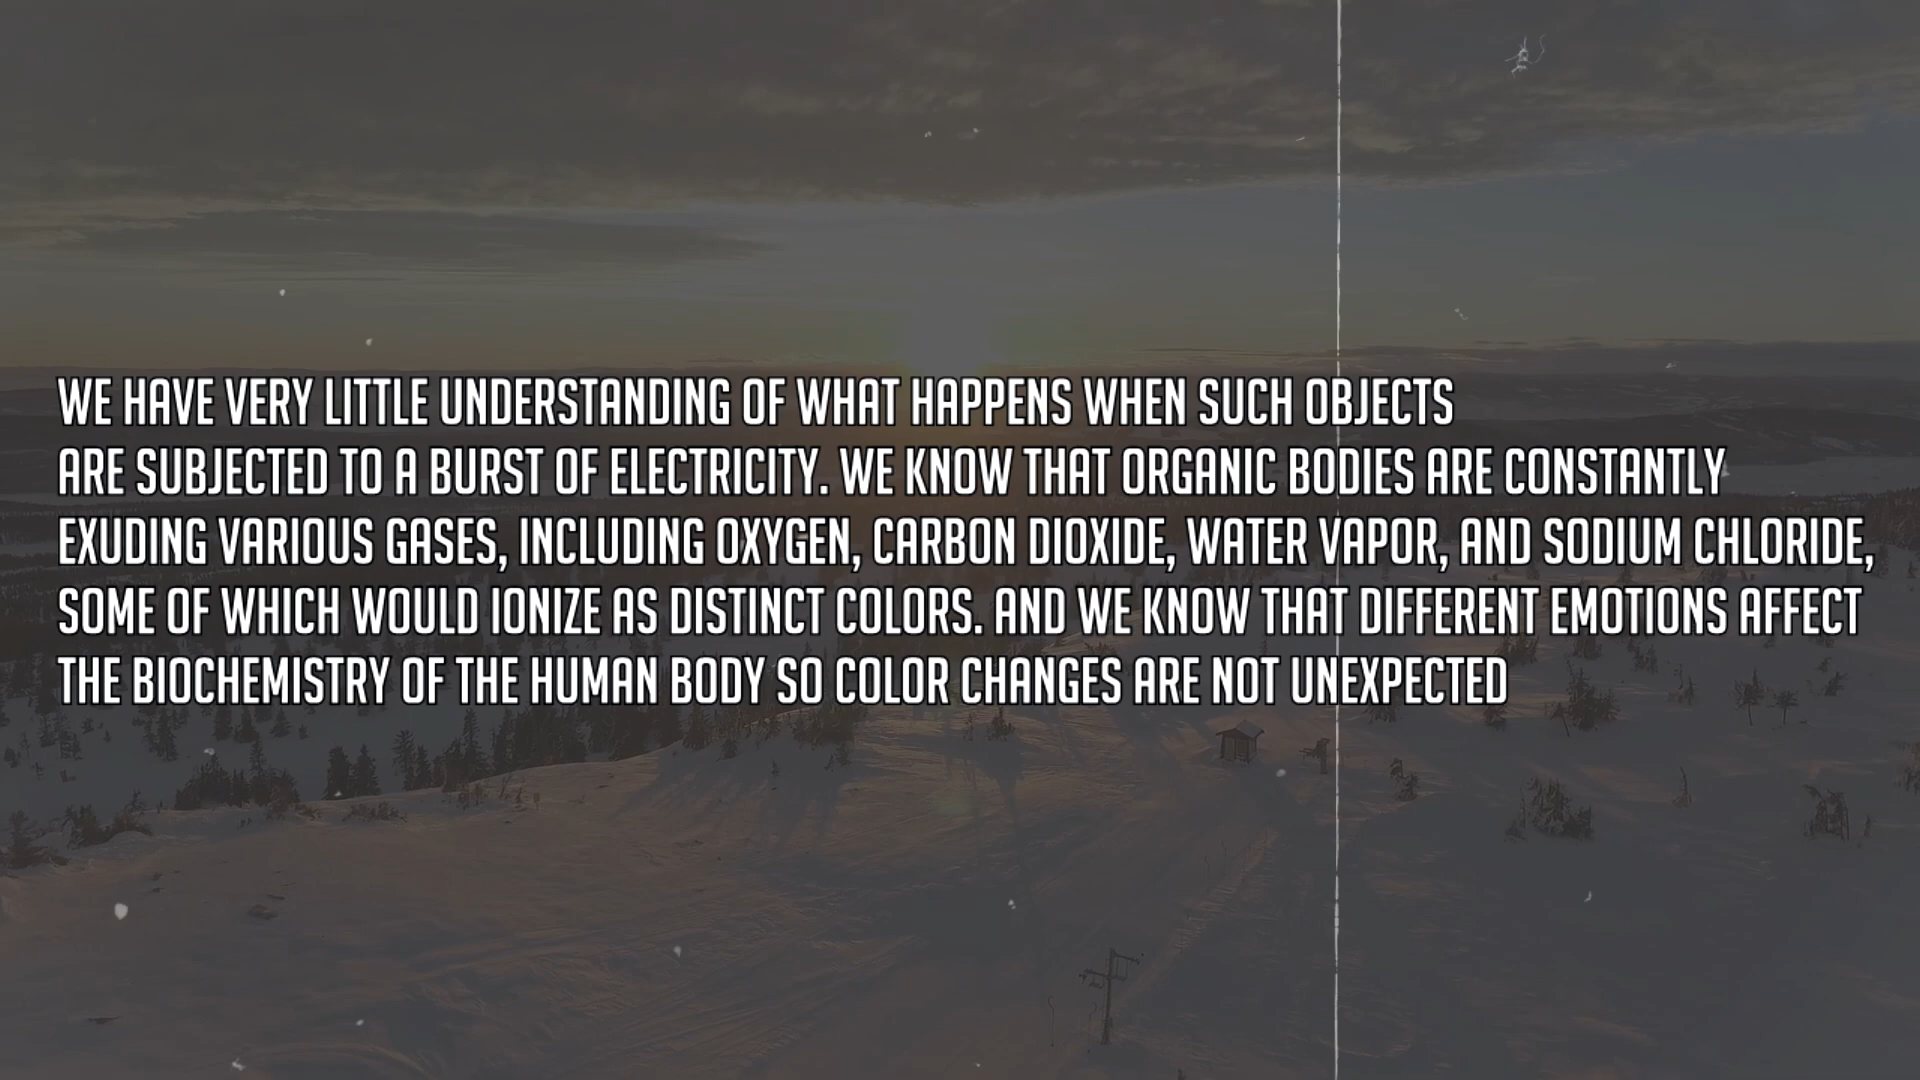 WE HAVE VERY LITTLE UNDERSTANDING OF WHAT HAPPENS WHEN SUCH OBJECTS
ARE SUBJECTED TO A BURST OF ELECTRICITY. WE KNOW THAT ORGANIC BODIES ARE CONSTANTLY
EXUDING VARIOUS GASES, INCLUDING OXYGEN, CARBON DIOXIDE, WATER VAPOR, AND SODIUM CHLORIDE,
SOME OF WHICH WOULD IONIZE AS DISTINCT COLORS. AND WE KNOW THAT DIFFERENT EMOTIONS AFFECT
THE BIOCHEMISTRY OF THE HUMAN BODY SO COLOR CHANGES ARE NOT UNEXPECTED